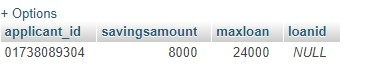 + Options
applicant_id savingsamount maxloan loanid
01738089304 8000 24000 NULL